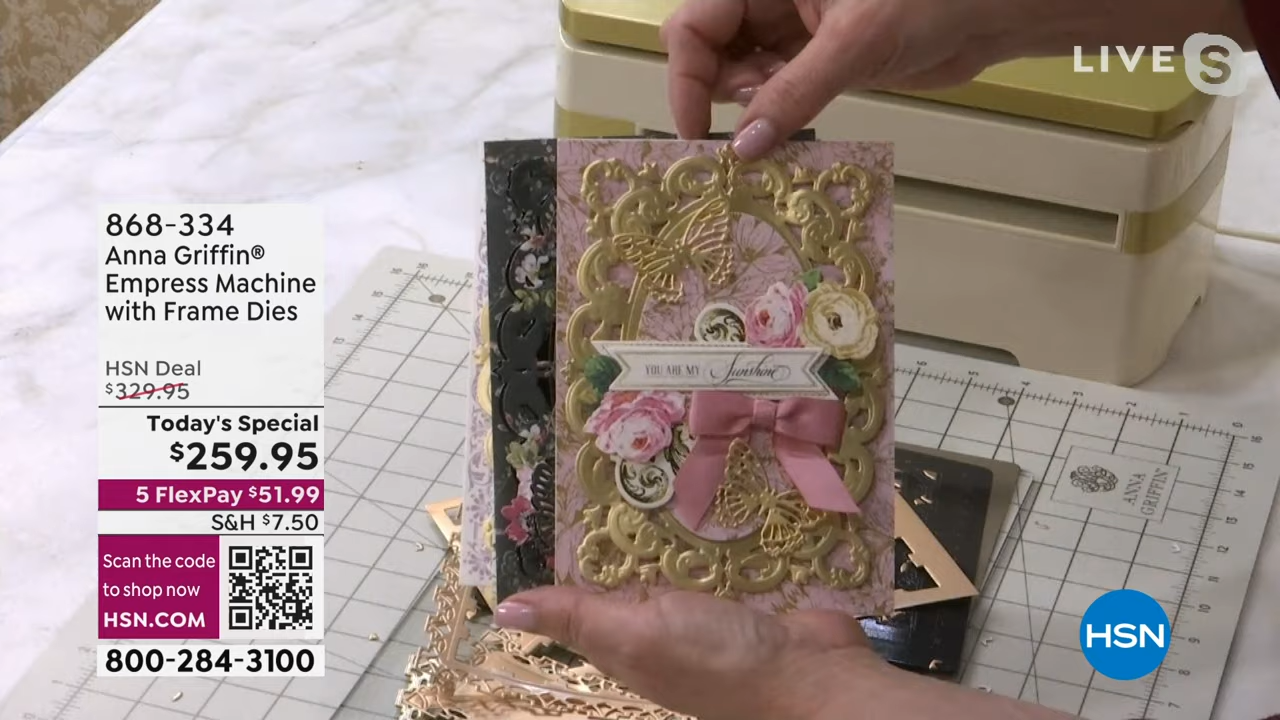 LIVE S
868-334
Anna Griffin®
Empress Machine
with Frame Dies
HSN Deal
$329.95
Today's Special
$259.95
5 FlexPay $51.99
S&H $7.50
Scan the code
to shop now
HSN.COM
800-284-3100
YOU ARE MY Sunshine
ANNA
GRIFFIN
HSN